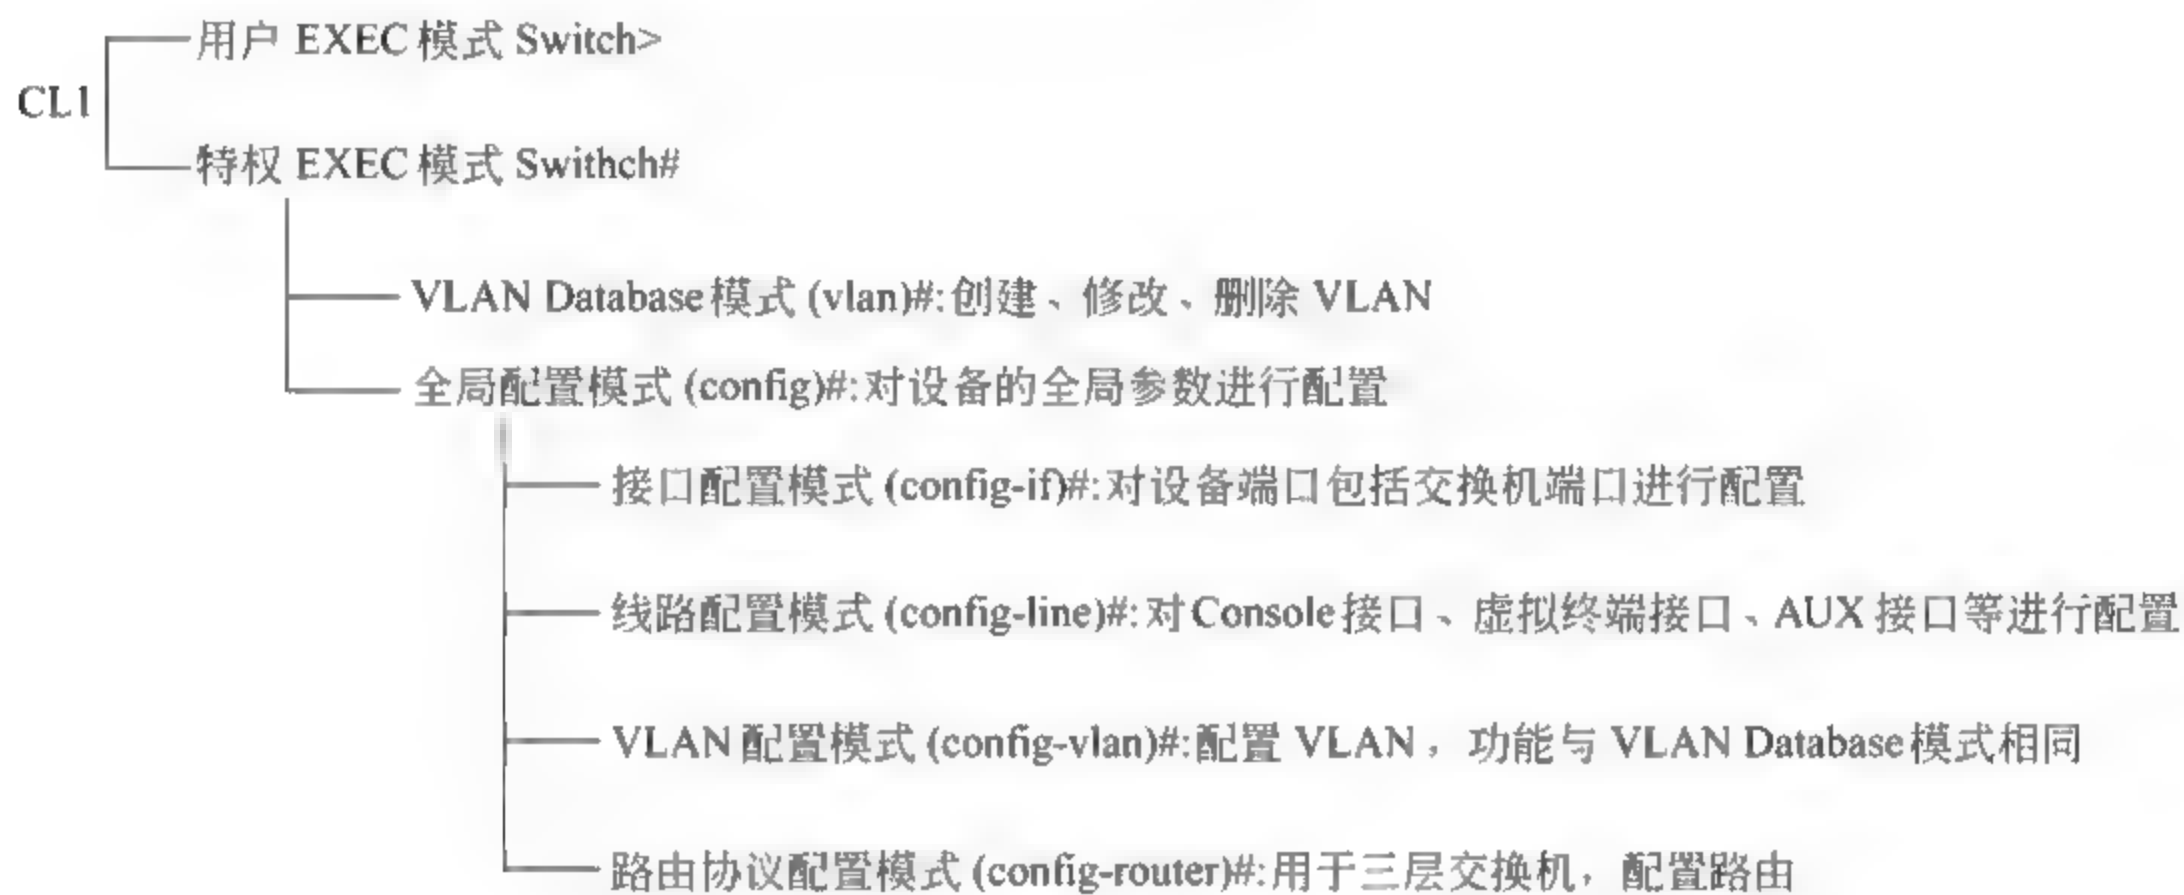 用户 EXEC 模式 Switch>
CL1
特权 EXEC 模式 Swithch#
VLAN Database 模式 (vlan)#:创建、修改、删除 VLAN
全局配置模式 (config)#:对设备的全局参数进行配置
接口配置模式 (config-if)#:对设备端口包括交换机端口进行配置
线路配置模式 (config-line)#:对 Console 接口、虚拟终端接口、AUX 接口等进行配置
VLAN 配置模式 (config-vlan)#:配置 VLAN，功能与 VLAN Database 模式相同
路由协议配置模式 (config-router)#:用于三层交换机，配置路由